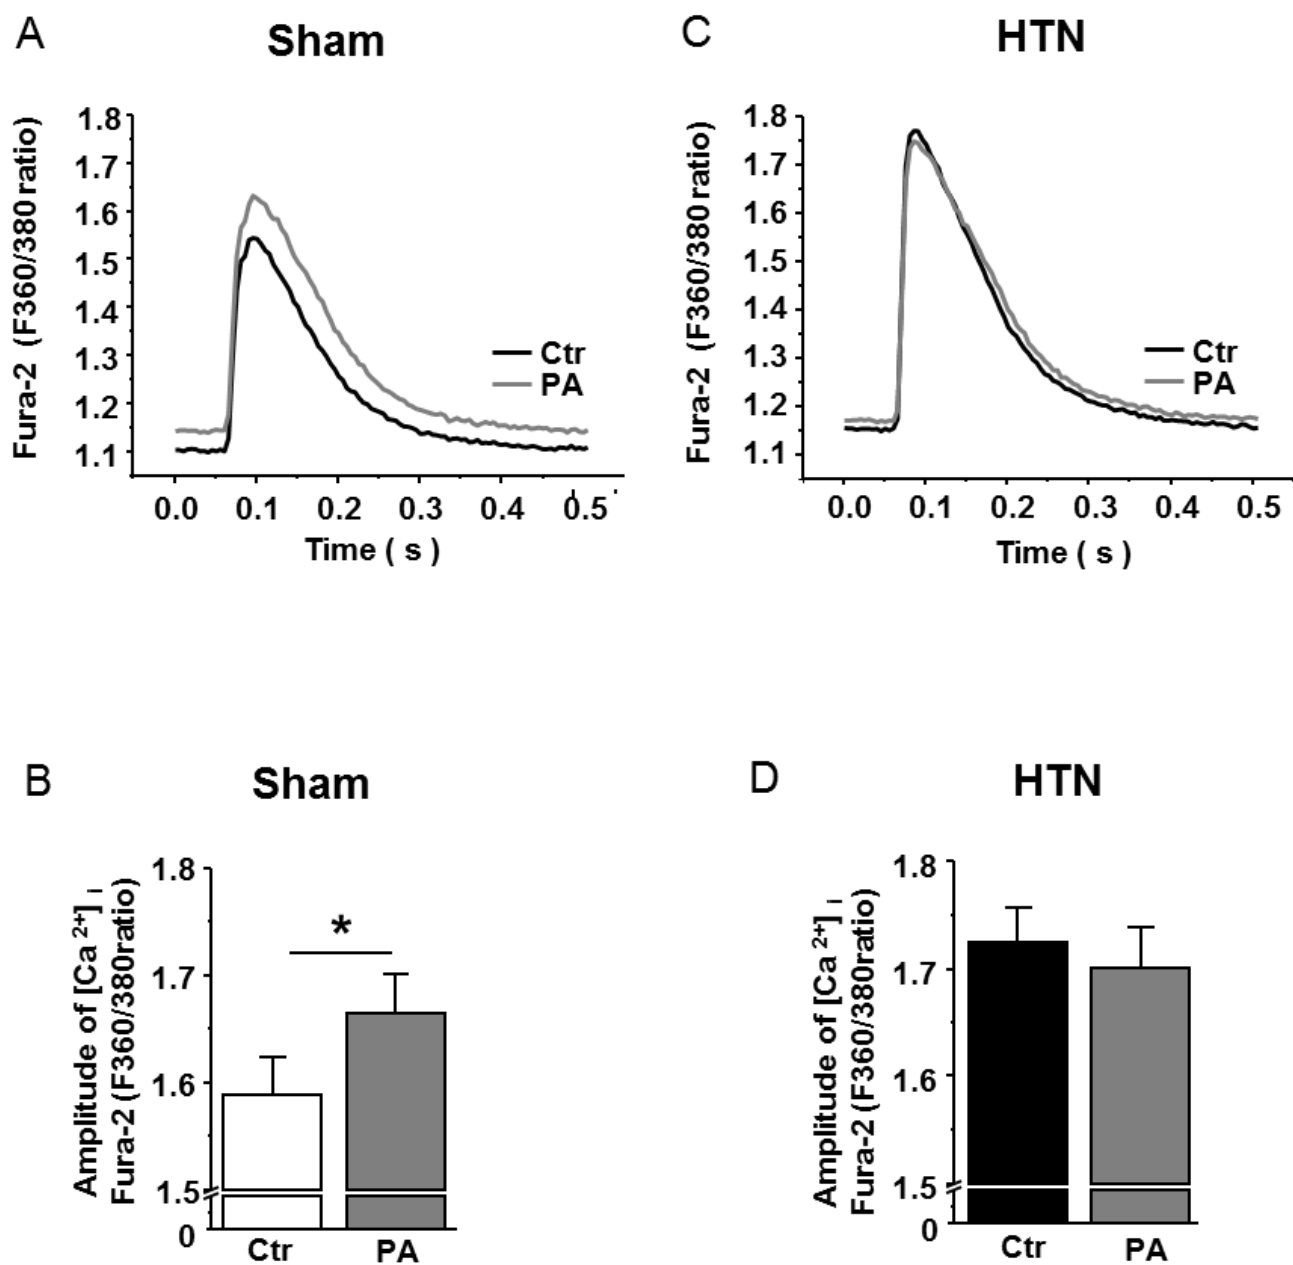 A
Sham
Fura-2 (F360/380 ratio)
1.8
1.7
1.6
1.5
1.4
1.3
1.2
1.1
Ctr
PA
0.0 0.1 0.2 0.3 0.4 0.5
Time ( s )
C
HTN
Fura-2 (F360/380 ratio)
1.8
1.7
1.6
1.5
1.4
1.3
1.2
1.1
Ctr
PA
0.0 0.1 0.2 0.3 0.4 0.5
Time ( s )
B
Sham
Amplitude of [Ca 2+] i
Fura-2 (F360/380ratio)
1.8
1.7
1.6
1.5
0
*
Ctr PA
D
HTN
Amplitude of [Ca 2+] i
Fura-2 (F360/380ratio)
1.8
1.7
1.6
1.5
0
Ctr PA